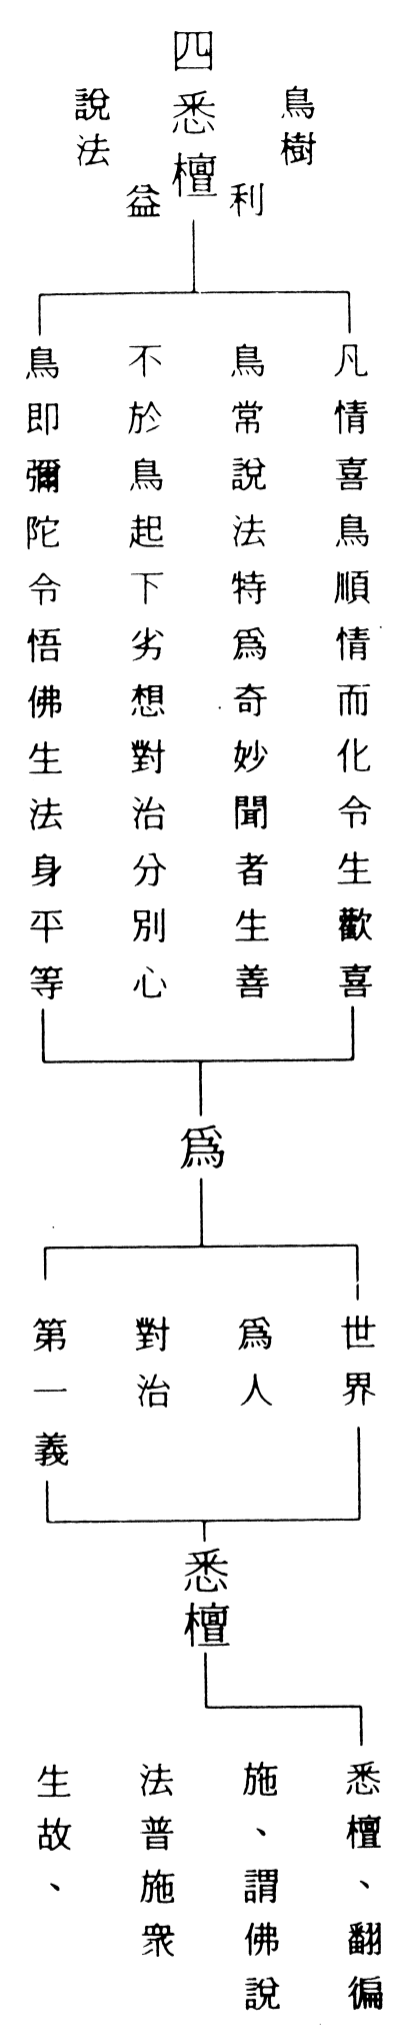 鳥樹
四悉檀
說法
利益
凡情喜鳥順情而化令生歡喜
鳥常說法特爲奇妙聞者生善
不於鳥起下劣想對治分別心
鳥即彌陀令悟佛生法身平等
爲
世界
爲人
對治
第一義
悉檀
悉檀、翻徧
施、謂佛說
法普施衆
生故、